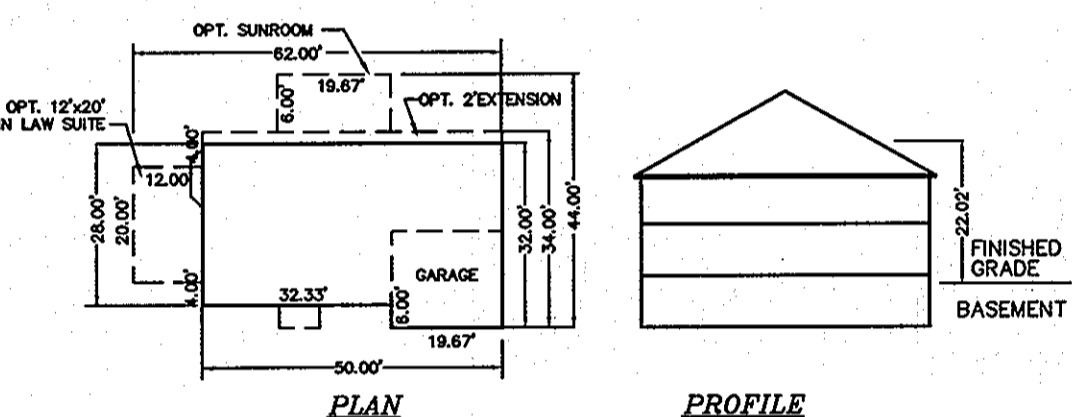 OPT. SUNROOM
62.00'
19.67'
6.00'
OPT. 2'EXTENSION
OPT. 12'x20'
N LAW SUITE
4.00'
12.00
28.00'
20.00'
4.00'
32.33'
GARAGE
6.00'
19.67'
32.00'
34.00'
44.00'
50.00'
PLAN
22.02'
FINISHED
GRADE
BASEMENT
PROFILE